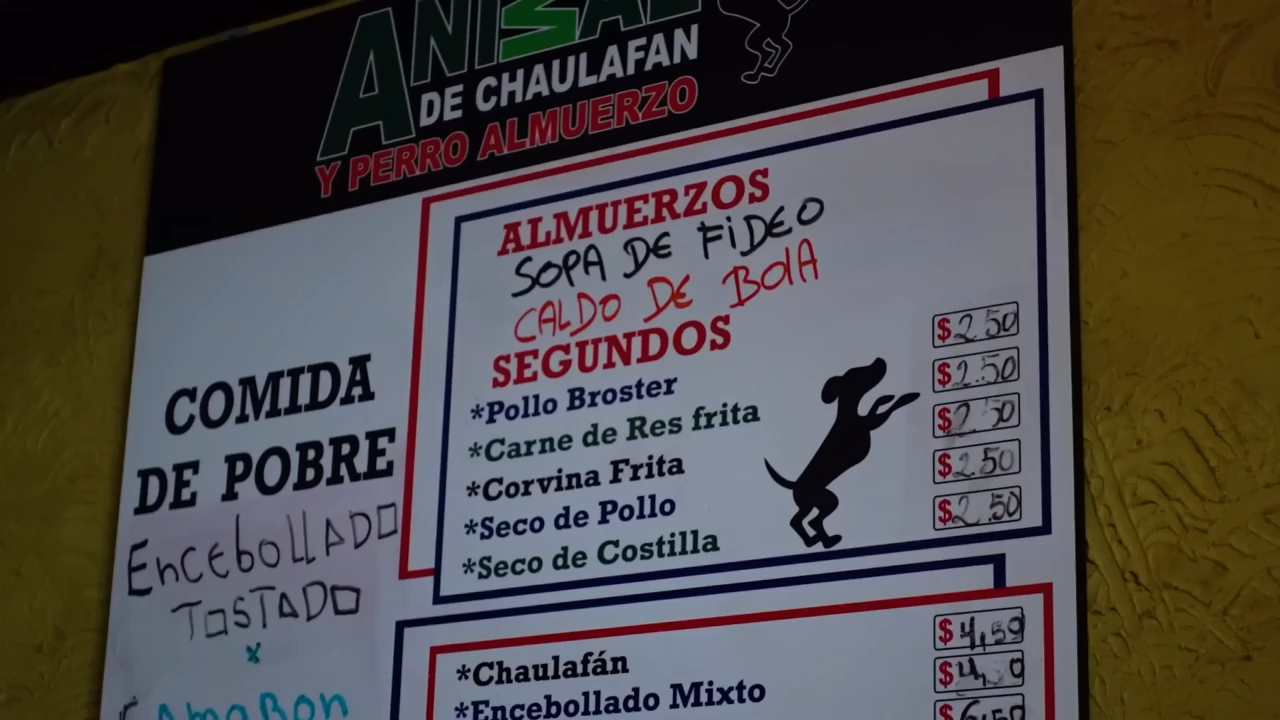 DE CHAULAFAN
Y PERRO ALMUERZO
ALMUERZOS
SOPA DE FiDEO
CALDO DE BOlA
SEGUNDOS
*Pollo Broster $2.50
*Carne de Res frita $2.50
*Corvina Frita $2.50
*Seco de Pollo $2.50
*Seco de Costilla $2.50
COMIDA
DE POBRE
ENCEbOLLADO
TOSTADO
x
*Chaulafán $4,50
*Encebollado Mixto